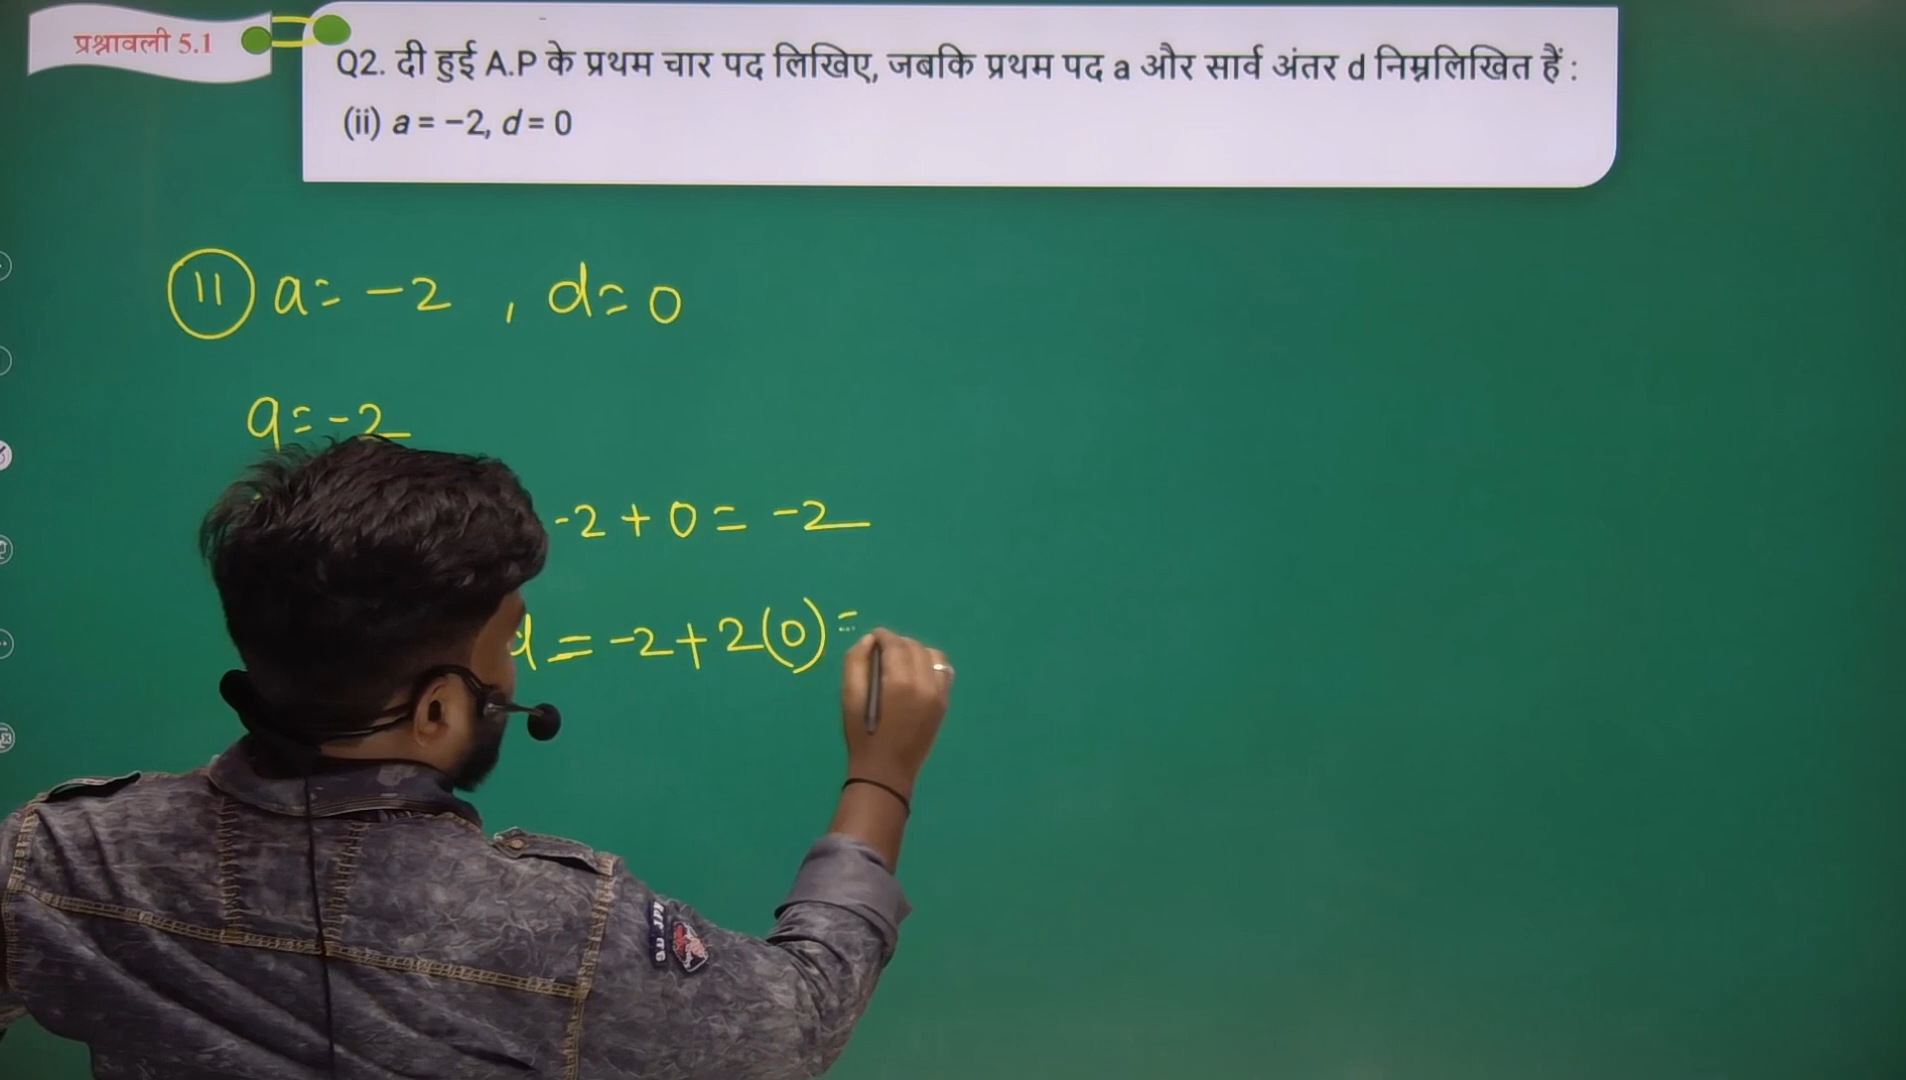 प्रश्नावली 5.1
Q2. दी हुई A.P के प्रथम चार पद लिखिए, जबकि प्रथम पद a और सार्व अंतर d निम्नलिखित हैं :
(ii) a = −2, d = 0
II a = -2 , d = 0
a = -2
-2 + 0 = -2
d = -2 + 2(0) =